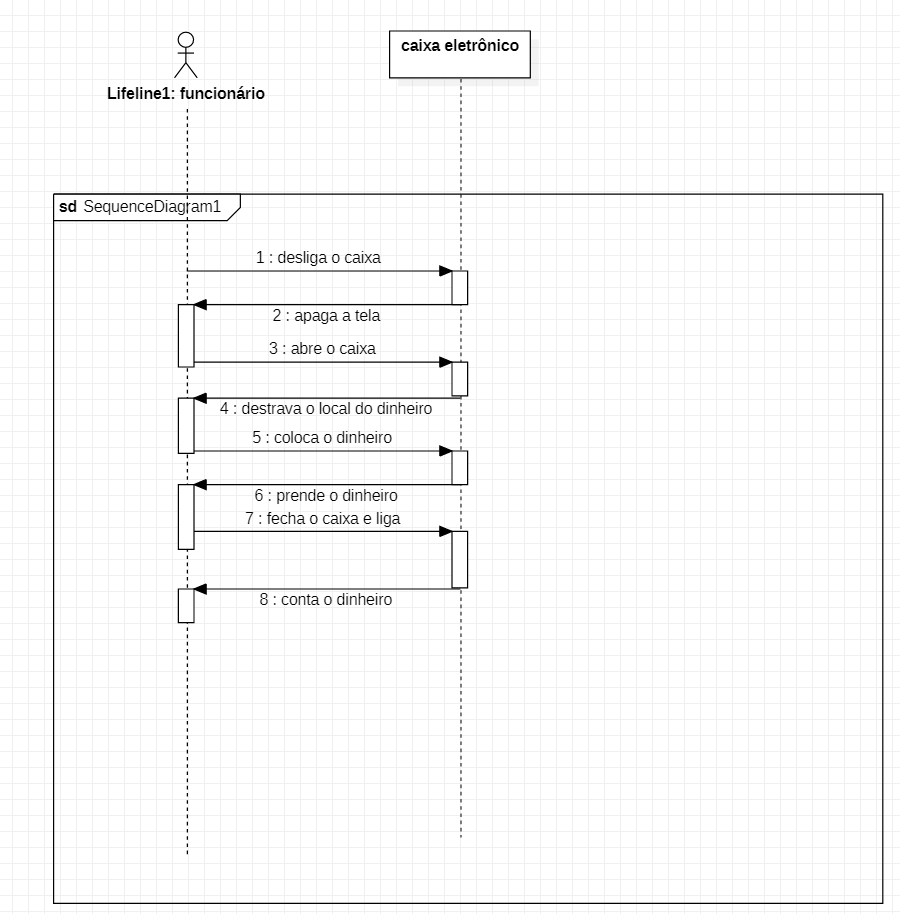 caixa eletrônico
Lifeline1: funcionário
sd SequenceDiagram1
1 : desliga o caixa
2 : apaga a tela
3 : abre o caixa
4 : destrava o local do dinheiro
5 : coloca o dinheiro
6 : prende o dinheiro
7 : fecha o caixa e liga
8 : conta o dinheiro